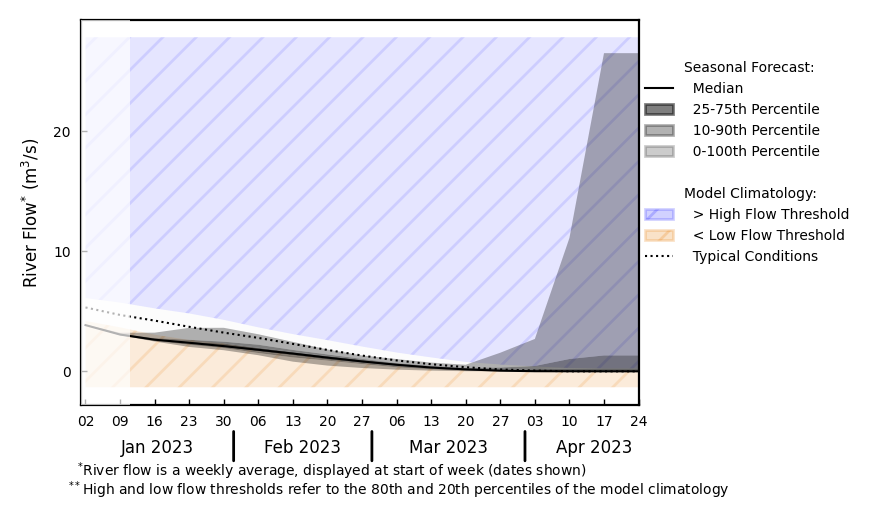 Seasonal Forecast:
Median
25-75th Percentile
10-90th Percentile
0-100th Percentile
Model Climatology:
> High Flow Threshold
< Low Flow Threshold
Typical Conditions
River Flow* (m³/s)
20
10
0
02 09 16 23 30 06 13 20 27 06 13 20 27 03 10 17 24
Jan 2023 Feb 2023 Mar 2023 Apr 2023
*River flow is a weekly average, displayed at start of week (dates shown)
**High and low flow thresholds refer to the 80th and 20th percentiles of the model climatology